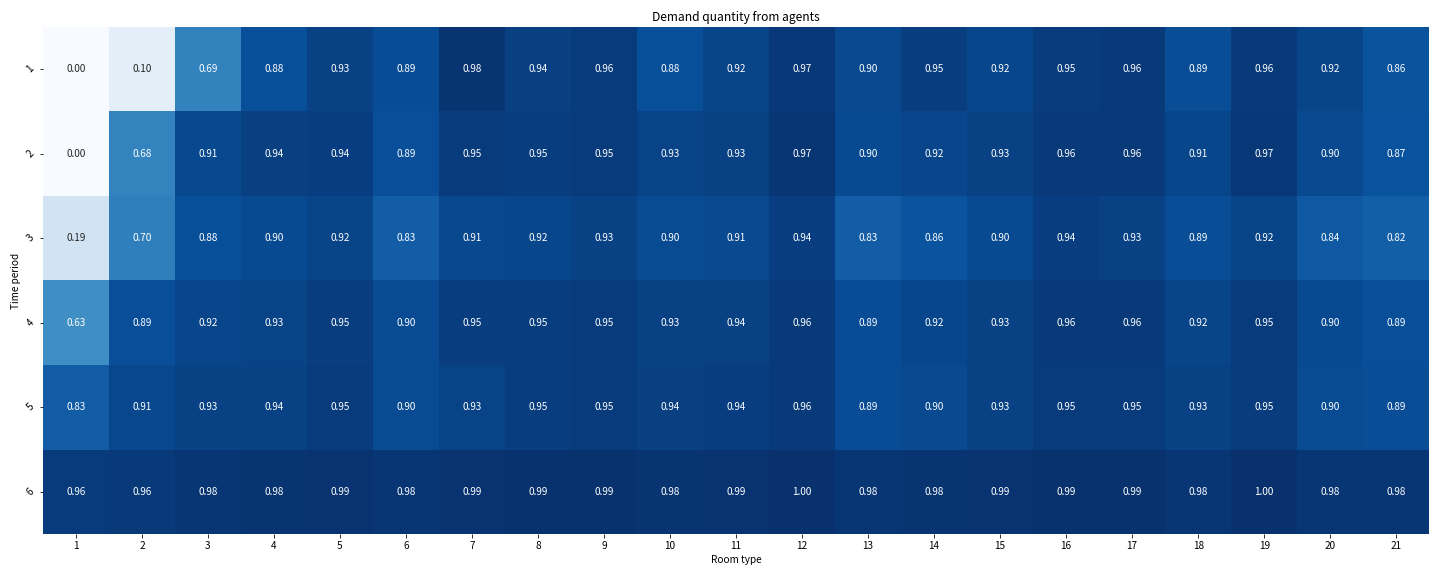 Demand quantity from agents
Time period
1 0.00 0.10 0.69 0.88 0.93 0.89 0.98 0.94 0.96 0.88 0.92 0.97 0.90 0.95 0.92 0.95 0.96 0.89 0.96 0.92 0.86
2 0.00 0.68 0.91 0.94 0.94 0.89 0.95 0.95 0.95 0.93 0.93 0.97 0.90 0.92 0.93 0.96 0.96 0.91 0.97 0.90 0.87
3 0.19 0.70 0.88 0.90 0.92 0.83 0.91 0.92 0.93 0.90 0.91 0.94 0.83 0.86 0.90 0.94 0.93 0.89 0.92 0.84 0.82
4 0.63 0.89 0.92 0.93 0.95 0.90 0.95 0.95 0.95 0.93 0.94 0.96 0.89 0.92 0.93 0.96 0.96 0.92 0.95 0.90 0.89
5 0.83 0.91 0.93 0.94 0.95 0.90 0.93 0.95 0.95 0.94 0.94 0.96 0.89 0.90 0.93 0.95 0.95 0.93 0.95 0.90 0.89
6 0.96 0.96 0.98 0.98 0.99 0.98 0.99 0.99 0.99 0.98 0.99 1.00 0.98 0.98 0.99 0.99 0.99 0.98 1.00 0.98 0.98
1 2 3 4 5 6 7 8 9 10 11 12 13 14 15 16 17 18 19 20 21
Room type